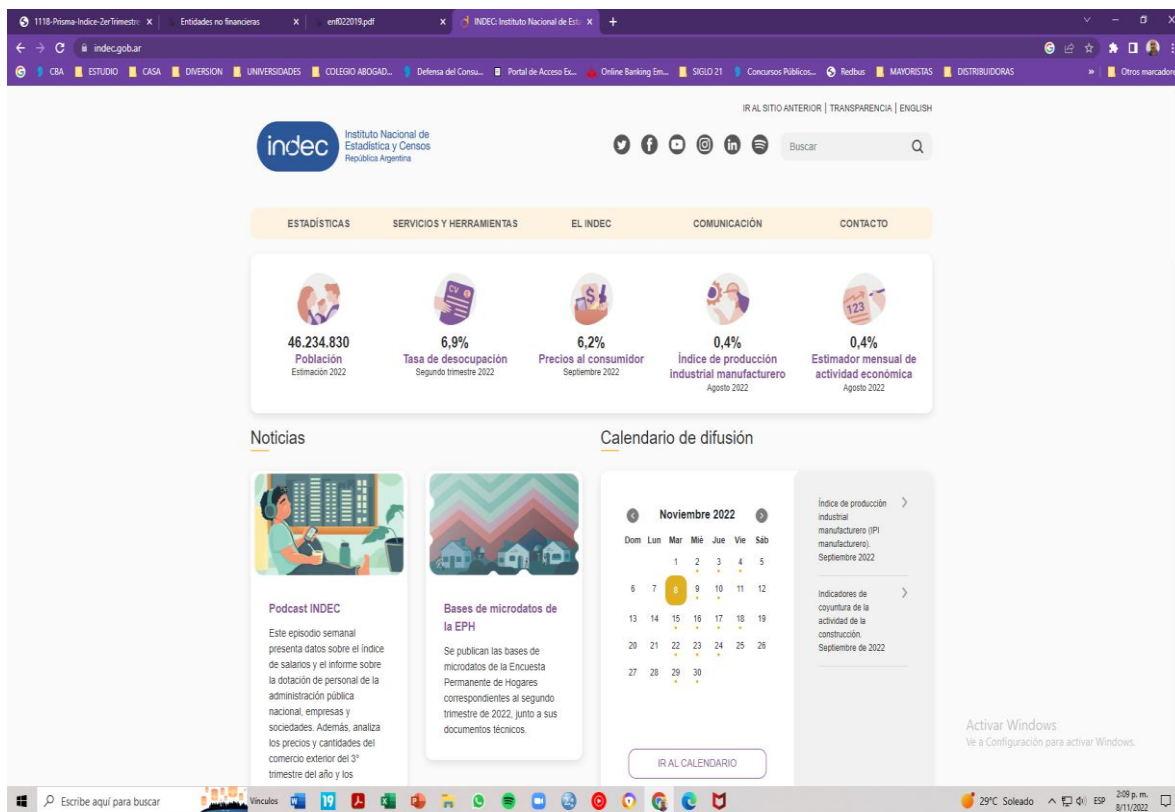 1118-Prisma-Indice-2erTrimestre
Entidades no financieras
enf022019.pdf
INDEC: Instituto Nacional de Est
indec.gob.ar
CBA
ESTUDIO
CASA
DIVERSION
UNIVERSIDADES
COLEGIO ABOGAD...
Defensa del Consu...
Portal de Acceso Ex...
Online Banking Em...
SIGLO 21
Concursos Públicos...
Redbus
MAYORISTAS
DISTRIBUIDORAS
»
Otros marcadore
IR AL SITIO ANTERIOR | TRANSPARENCIA | ENGLISH
indec
Instituto Nacional de
Estadística y Censos
República Argentina
Buscar
ESTADÍSTICAS
SERVICIOS Y HERRAMIENTAS
EL INDEC
COMUNICACIÓN
CONTACTO
CV
$
123
46.234.830
Población
Estimación 2022
6,9%
Tasa de desocupación
Segundo trimestre 2022
6,2%
Precios al consumidor
Septiembre 2022
0,4%
Índice de producción
industrial manufacturero
Agosto 2022
0,4%
Estimador mensual de
actividad económica
Agosto 2022
Noticias
Podcast INDEC
Este episodio semanal
presenta datos sobre el índice
de salarios y el informe sobre
la dotación de personal de la
administración pública
nacional, empresas y
sociedades. Además, analiza
los precios y cantidades del
comercio exterior del 3°
trimestre del año y los
Bases de microdatos de
la EPH
Se publican las bases de
microdatos de la Encuesta
Permanente de Hogares
correspondientes al segundo
trimestre de 2022, junto a sus
documentos técnicos.
Calendario de difusión
Noviembre 2022
Dom Lun Mar Mié Jue Vie Sáb
1 2 3 4 5
6 7 8 9 10 11 12
13 14 15 16 17 18 19
20 21 22 23 24 25 26
27 28 29 30
IR AL CALENDARIO
Índice de producción
industrial
manufacturero (IPI
manufacturero).
Septiembre 2022
Indicadores de
coyuntura de la
actividad de la
construcción.
Septiembre de 2022
Activar Windows
Ve a Configuración para activar Windows.
Escribe aquí para buscar
Vínculos
19
29°C Soleado
ESP
2:09 p. m.
8/11/2022